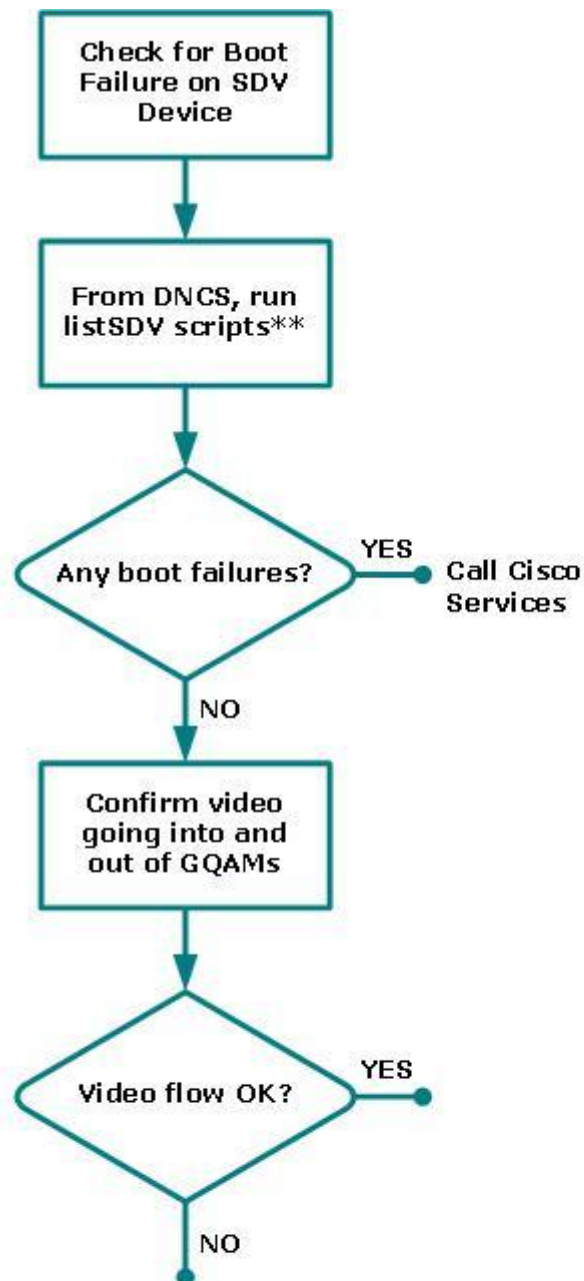 Check for Boot
Failure on SDV
Device
From DNCS, run
listSDV scripts**
Any boot failures?
YES
Call Cisco
Services
NO
Confirm video
going into and
out of GQAMs
Video flow OK?
YES
NO